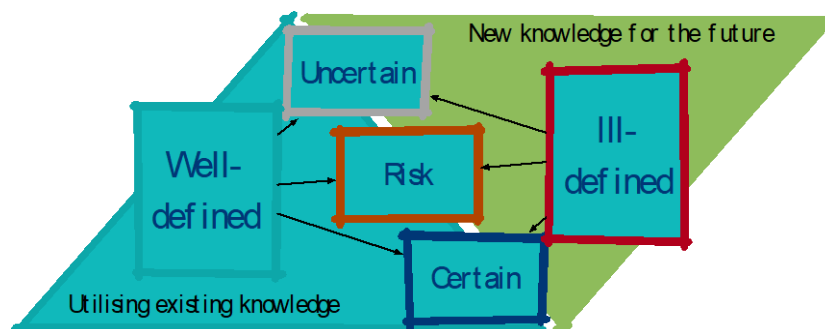 New knowledge for the future
Uncertain
Well-
defined
Risk
Ill-
defined
Certain
Utilising existing knowledge